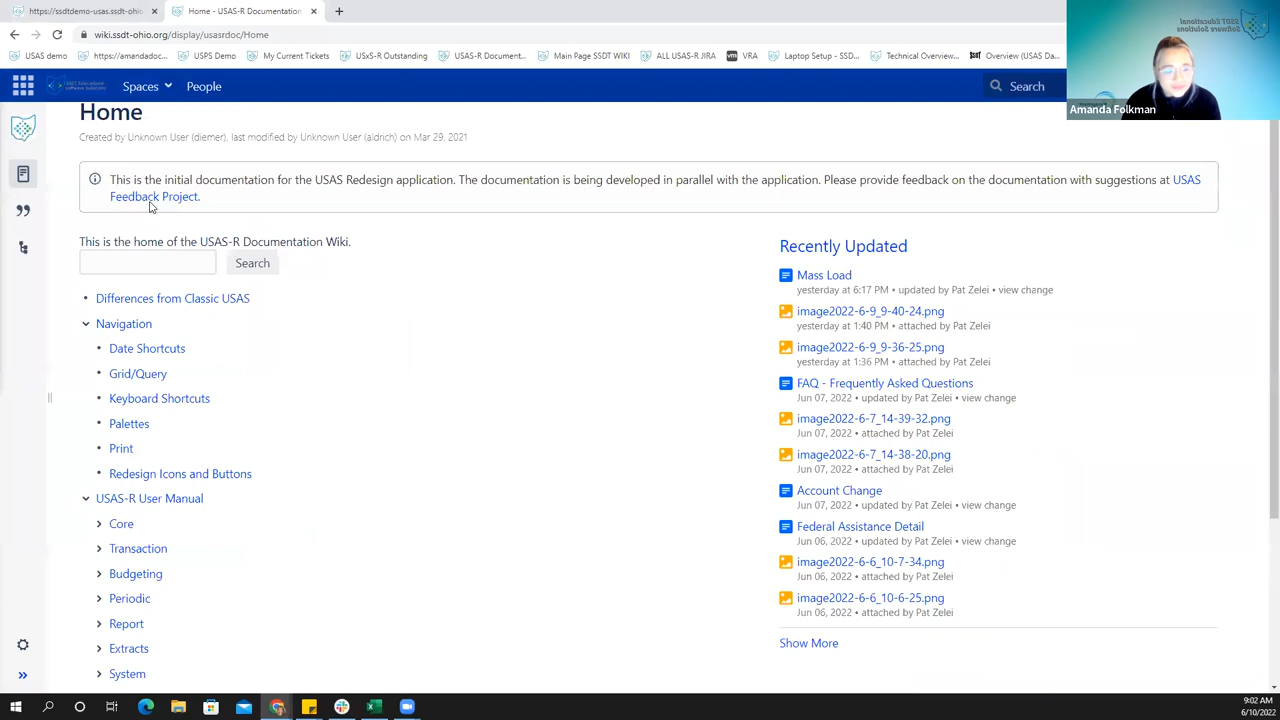 https://ssdtdemo-usas.ssdt-ohio
Home - USAS-R Documentation
wiki.ssdt-ohio.org/display/usasrdoc/Home
USAS demo
https://amandadoc...
USPS Demo
My Current Tickets
USxS-R Outstanding
USAS-R Document...
Main Page SSDT WIKI
ALL USAS-R JIRA
vm VRA
Laptop Setup - SSD...
Technical Overview...
Overview (USAS Da...
Spaces
People
Search
Amanda Folkman
Home
Created by Unknown User (diemer), last modified by Unknown User (aldrich) on Mar 29, 2021
This is the initial documentation for the USAS Redesign application. The documentation is being developed in parallel with the application. Please provide feedback on the documentation with suggestions at USAS
Feedback Project.
This is the home of the USAS-R Documentation Wiki.
Search
Differences from Classic USAS
Navigation
Date Shortcuts
Grid/Query
Keyboard Shortcuts
Palettes
Print
Redesign Icons and Buttons
USAS-R User Manual
Core
Transaction
Budgeting
Periodic
Report
Extracts
System
Recently Updated
Mass Load
yesterday at 6:17 PM • updated by Pat Zelei • view change
image2022-6-9_9-40-24.png
yesterday at 1:40 PM • attached by Pat Zelei
image2022-6-9_9-36-25.png
yesterday at 1:36 PM • attached by Pat Zelei
FAQ - Frequently Asked Questions
Jun 07, 2022 • updated by Pat Zelei • view change
image2022-6-7_14-39-32.png
Jun 07, 2022 • attached by Pat Zelei
image2022-6-7_14-38-20.png
Jun 07, 2022 • attached by Pat Zelei
Account Change
Jun 07, 2022 • updated by Pat Zelei • view change
Federal Assistance Detail
Jun 06, 2022 • updated by Pat Zelei • view change
image2022-6-6_10-7-34.png
Jun 06, 2022 • attached by Pat Zelei
image2022-6-6_10-6-25.png
Jun 06, 2022 • attached by Pat Zelei
Show More
9:02 AM
6/10/2022